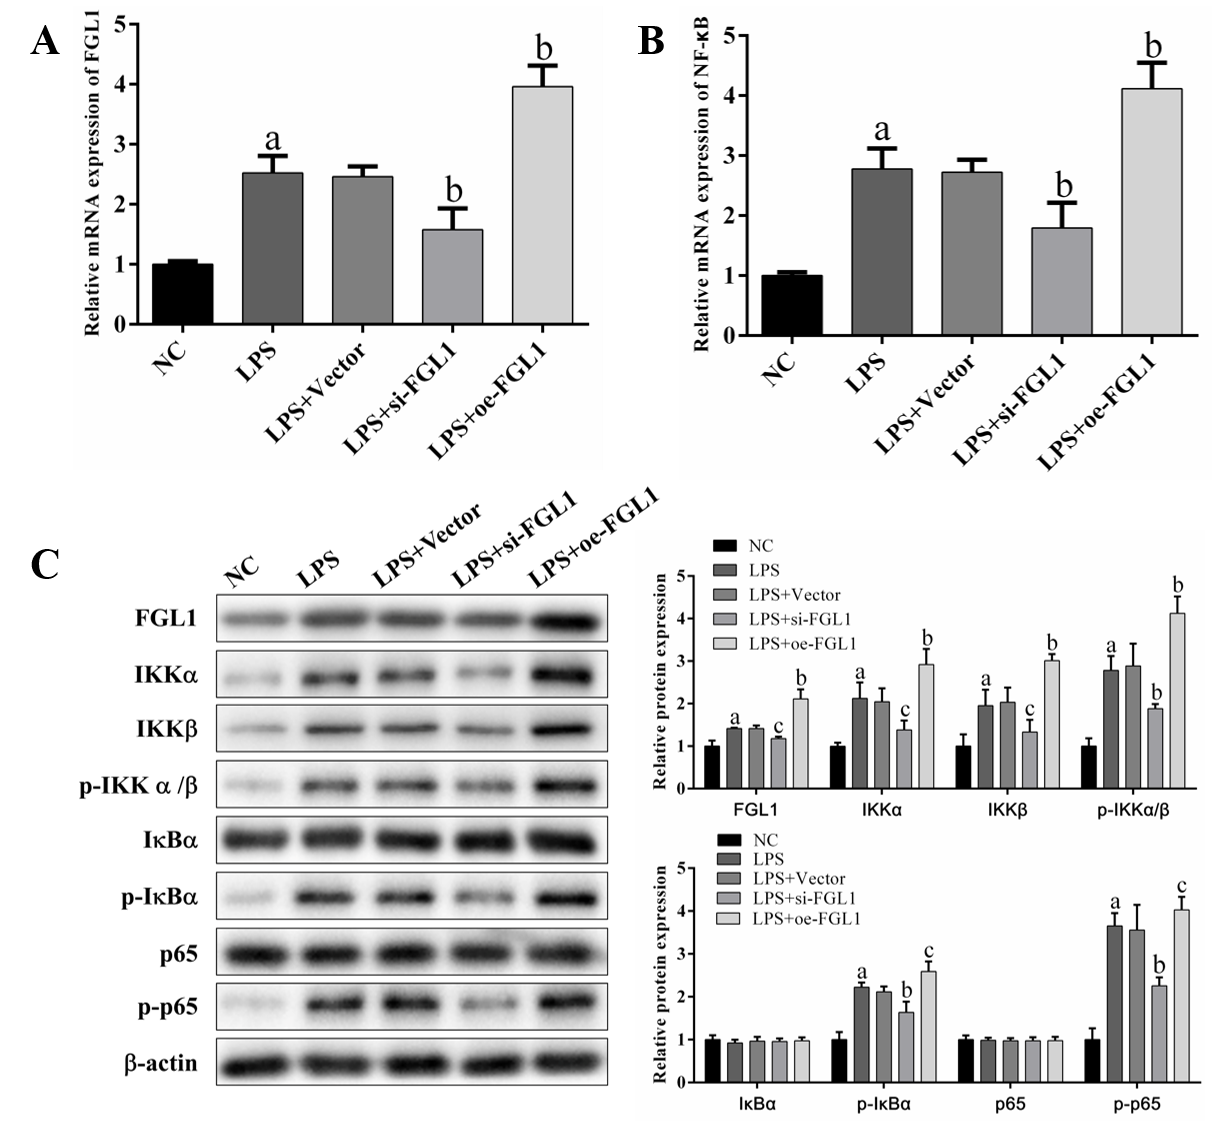 A
Relative mRNA expression of FGL1
5
4
3
2
1
0
a
b
b
NC
LPS
LPS+Vector
LPS+si-FGL1
LPS+oe-FGL1
B
Relative mRNA expression of NF-κB
5
4
3
2
1
0
a
b
b
NC
LPS
LPS+Vector
LPS+si-FGL1
LPS+oe-FGL1
C
NC
LPS
LPS+Vector
LPS+si-FGL1
LPS+oe-FGL1
FGL1
IKKα
IKKβ
p-IKK α /β
IκBα
p-IκBα
p65
p-p65
β-actin
NC
LPS
LPS+Vector
LPS+si-FGL1
LPS+oe-FGL1
Relative protein expression
5
4
3
2
1
0
a
c
b
a
c
b
a
c
b
a
b
b
FGL1
IKKα
IKKβ
p-IKKα/β
NC
LPS
LPS+Vector
LPS+si-FGL1
LPS+oe-FGL1
Relative protein expression
5
4
3
2
1
0
a
b
c
a
b
c
IκBα
p-IκBα
p65
p-p65